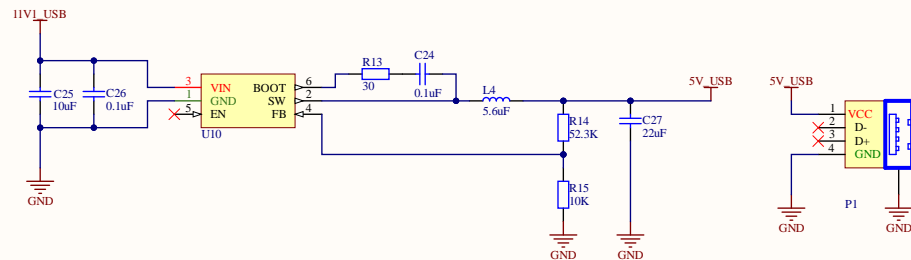 11V1_USB
C25
10uF
C26
0.1uF
3
1
5
VIN
GND
EN
BOOT
SW
FB
6
2
4
U10
R13
30
C24
0.1uF
L4
5.6uF
R14
52.3K
R15
10K
C27
22uF
5V_USB
5V_USB
1
2
3
4
VCC
D-
D+
GND
P1
GND
GND
GND
GND
GND